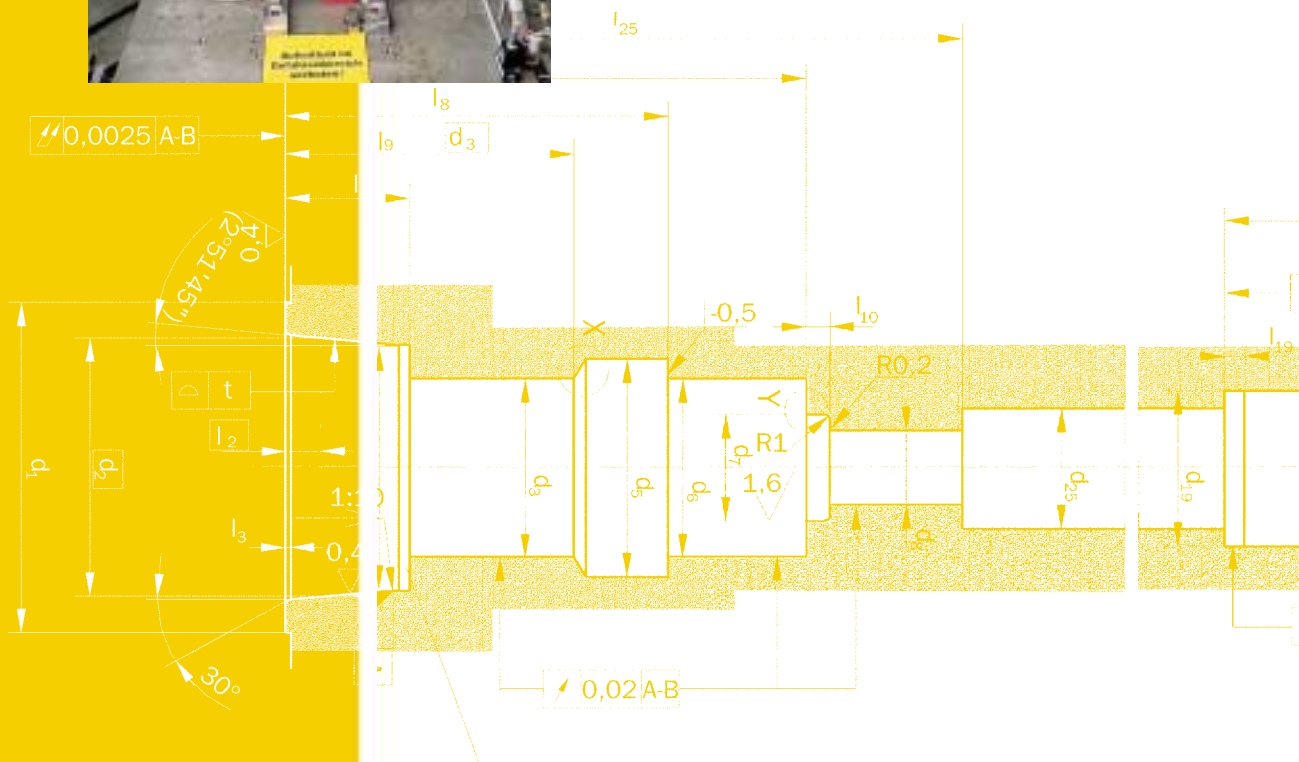 l25
l8
0,0025 A-B
l9
d3
l
0,4
(2°51'45")
-0,5
l10
X
l19
R0,2
t
Y
l2
d1
d2
d3
d5
d6
d7
R1
1:10
1,6
d25
d19
l3
0,4
30°
0,02 A-B